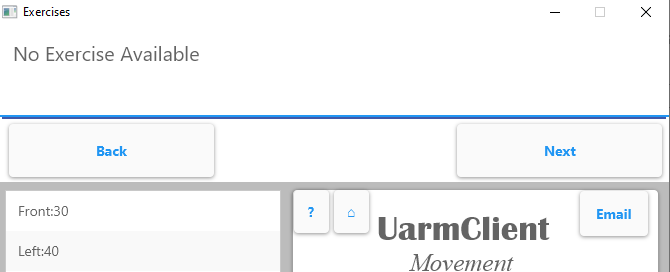 Exercises
No Exercise Available
Back
Next
Front:30
Left:40
?
Email
UarmClient
Movement